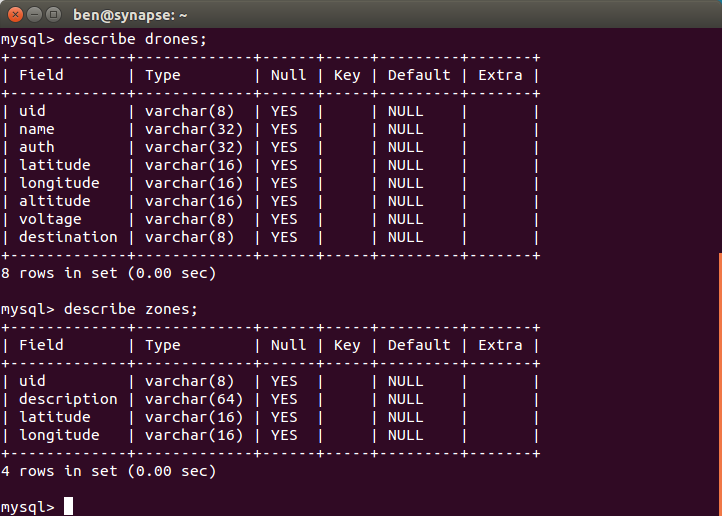 ben@synapse: ~
mysql> describe drones;
+-------------+-------------+------+-----+---------+-------+
| Field       | Type        | Null | Key | Default | Extra |
+-------------+-------------+------+-----+---------+-------+
| uid         | varchar(8)  | YES  |     | NULL    |       |
| name        | varchar(32) | YES  |     | NULL    |       |
| auth        | varchar(32) | YES  |     | NULL    |       |
| latitude    | varchar(16) | YES  |     | NULL    |       |
| longitude   | varchar(16) | YES  |     | NULL    |       |
| altitude    | varchar(16) | YES  |     | NULL    |       |
| voltage     | varchar(8)  | YES  |     | NULL    |       |
| destination | varchar(8)  | YES  |     | NULL    |       |
+-------------+-------------+------+-----+---------+-------+
8 rows in set (0.00 sec)
mysql> describe zones;
+-------------+-------------+------+-----+---------+-------+
| Field       | Type        | Null | Key | Default | Extra |
+-------------+-------------+------+-----+---------+-------+
| uid         | varchar(8)  | YES  |     | NULL    |       |
| description | varchar(64) | YES  |     | NULL    |       |
| latitude    | varchar(16) | YES  |     | NULL    |       |
| longitude   | varchar(16) | YES  |     | NULL    |       |
+-------------+-------------+------+-----+---------+-------+
4 rows in set (0.00 sec)
mysql>